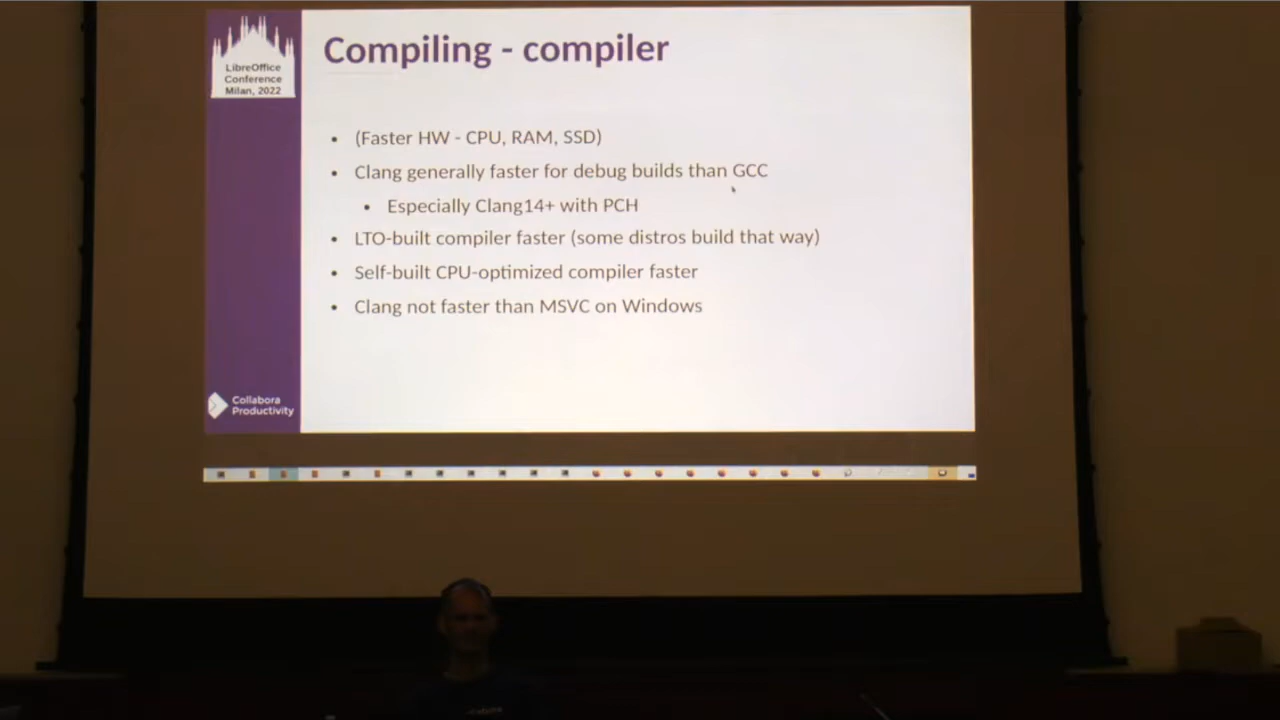 LibreOffice
Conference
Milan, 2022
Compiling - compiler
• (Faster HW - CPU, RAM, SSD)
• Clang generally faster for debug builds than GCC
• Especially Clang14+ with PCH
• LTO-built compiler faster (some distros build that way)
• Self-built CPU-optimized compiler faster
• Clang not faster than MSVC on Windows
Collabora
Productivity